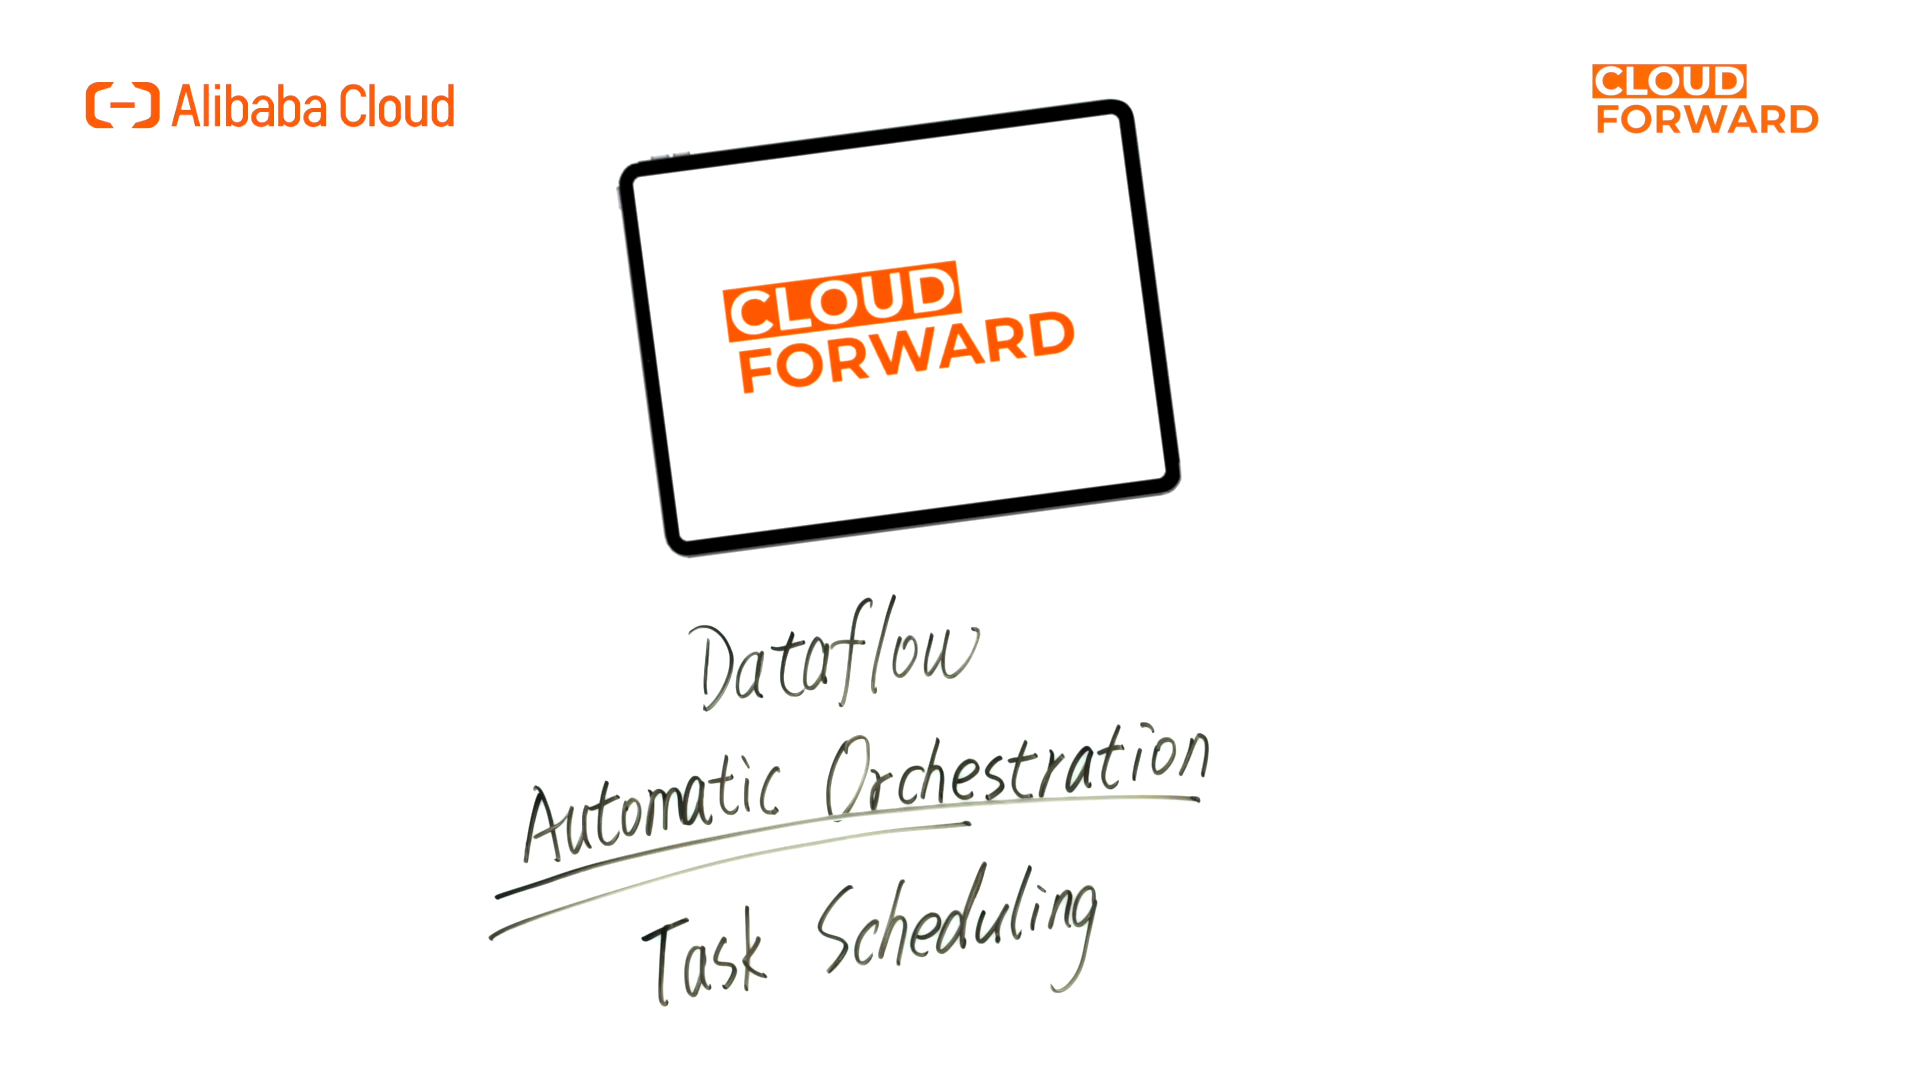 Alibaba Cloud
CLOUD
FORWARD
CLOUD
FORWARD
Dataflow
Automatic Orchestration
Task Scheduling